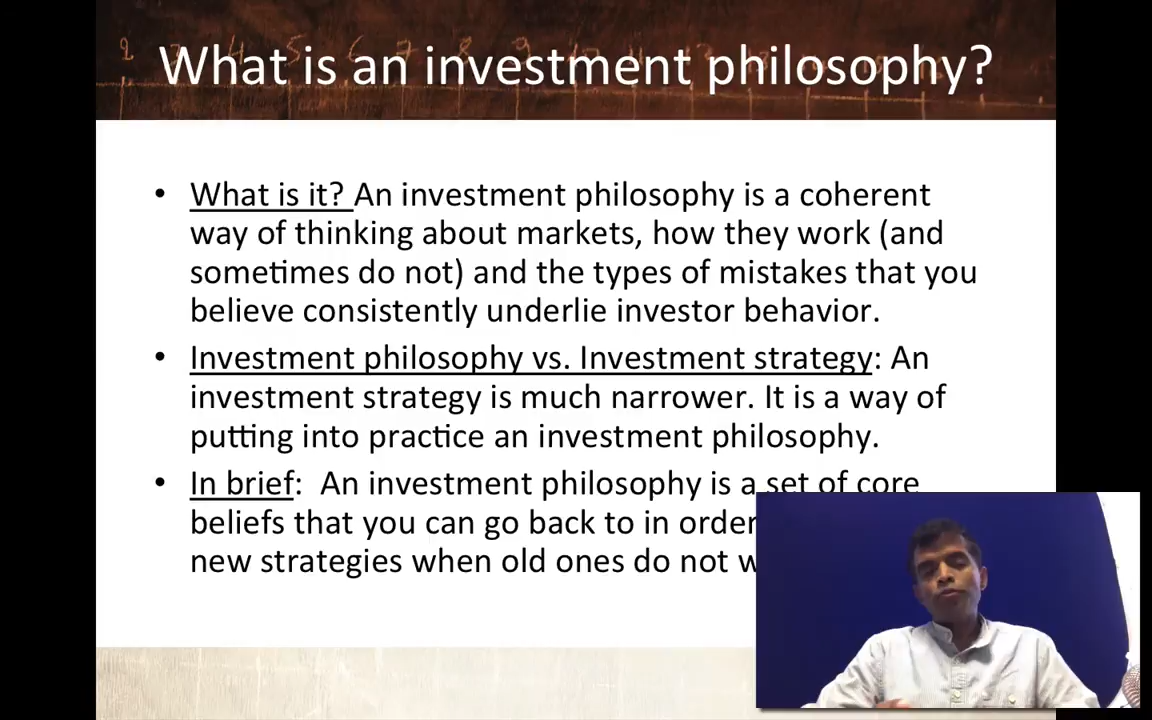 What is an investment philosophy?
• What is it? An investment philosophy is a coherent
way of thinking about markets, how they work (and
sometimes do not) and the types of mistakes that you
believe consistently underlie investor behavior.
• Investment philosophy vs. Investment strategy: An
investment strategy is much narrower. It is a way of
putting into practice an investment philosophy.
• In brief: An investment philosophy is a set of core
beliefs that you can go back to in order
new strategies when old ones do not